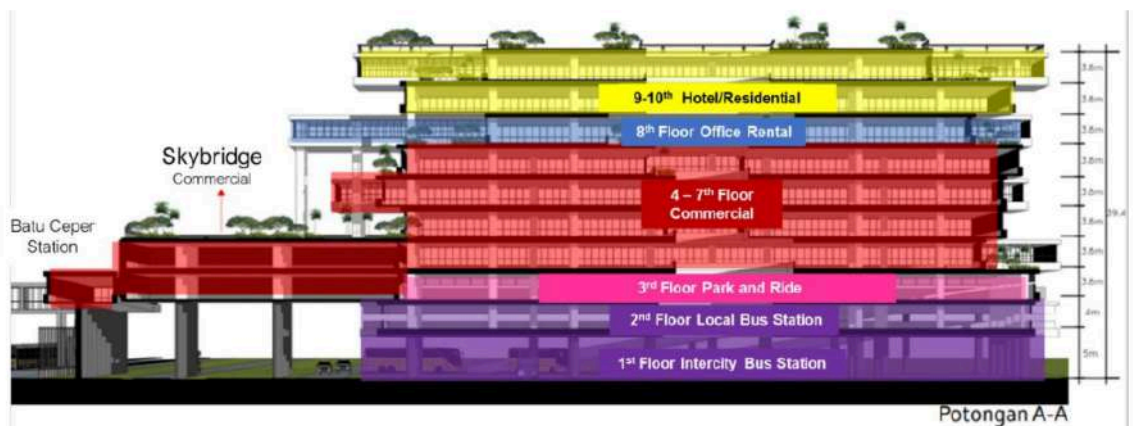 9-10th Hotel/Residential
8th Floor Office Rental
Skybridge
Commercial
4 – 7th Floor
Commercial
Batu Ceper
Station
3rd Floor Park and Ride
2nd Floor Local Bus Station
1st Floor Intercity Bus Station
3.6m
3.6m
3.6m
3.6m
3.6m
3.6m
3.6m
4m
5m
Potongan A-A